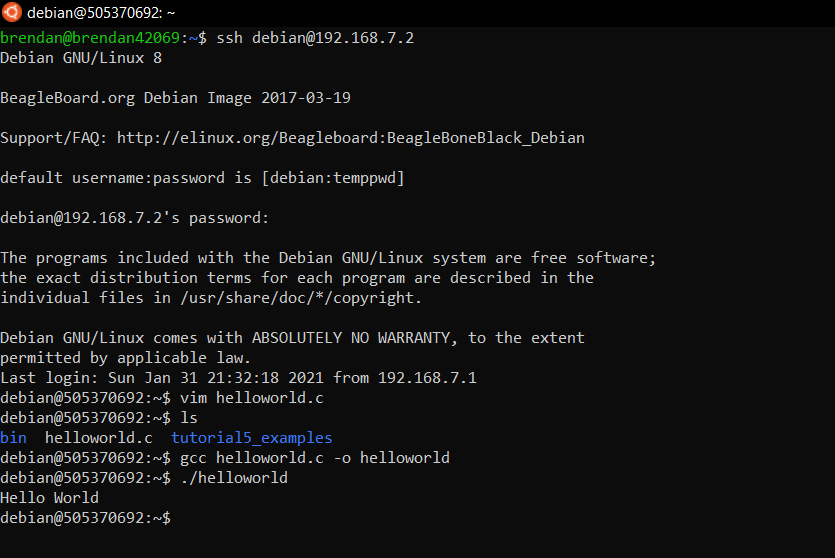 debian@505370692: ~
brendan@brendan42069:~$ ssh debian@192.168.7.2
Debian GNU/Linux 8
BeagleBoard.org Debian Image 2017-03-19
Support/FAQ: http://elinux.org/Beagleboard:BeagleBoneBlack_Debian
default username:password is [debian:temppwd]
debian@192.168.7.2's password:
The programs included with the Debian GNU/Linux system are free software;
the exact distribution terms for each program are described in the
individual files in /usr/share/doc/*/copyright.
Debian GNU/Linux comes with ABSOLUTELY NO WARRANTY, to the extent
permitted by applicable law.
Last login: Sun Jan 31 21:32:18 2021 from 192.168.7.1
debian@505370692:~$ vim helloworld.c
debian@505370692:~$ ls
bin  helloworld.c  tutorial5_examples
debian@505370692:~$ gcc helloworld.c -o helloworld
debian@505370692:~$ ./helloworld
Hello World
debian@505370692:~$